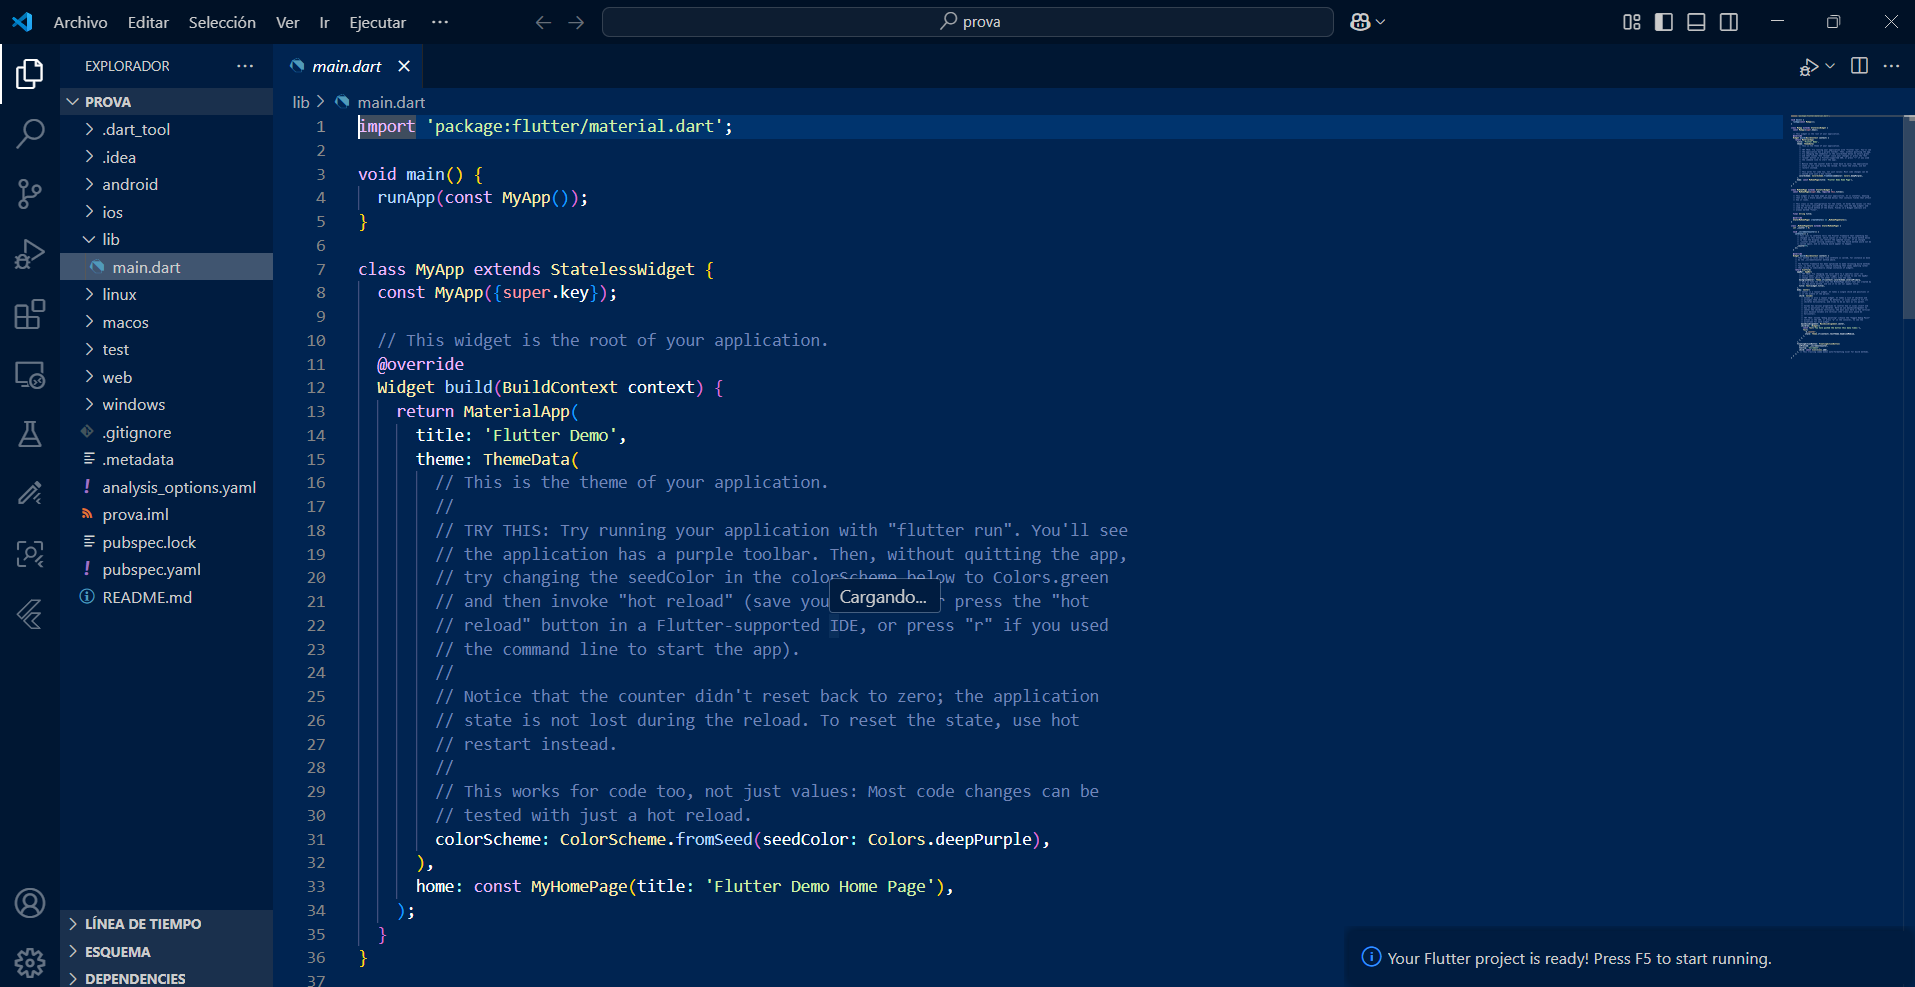 Archivo Editar Selección Ver Ir Ejecutar ···
prova
EXPLORADOR ···
PROVA
.dart_tool
.idea
android
ios
lib
main.dart
linux
macos
test
web
windows
.gitignore
.metadata
! analysis_options.yaml
prova.iml
pubspec.lock
! pubspec.yaml
README.md
LÍNEA DE TIEMPO
ESQUEMA
DEPENDENCIES
main.dart
lib > main.dart
1 import 'package:flutter/material.dart';
2
3 void main() {
4 runApp(const MyApp());
5 }
6
7 class MyApp extends StatelessWidget {
8 const MyApp({super.key});
9
10 // This widget is the root of your application.
11 @override
12 Widget build(BuildContext context) {
13 return MaterialApp(
14 title: 'Flutter Demo',
15 theme: ThemeData(
16 // This is the theme of your application.
17 //
18 // TRY THIS: Try running your application with "flutter run". You'll see
19 // the application has a purple toolbar. Then, without quitting the app,
20 // try changing the seedColor in the colorScheme below to Colors.green
21 // and then invoke "hot reload" (save you r press the "hot
Cargando...
22 // reload" button in a Flutter-supported IDE, or press "r" if you used
23 // the command line to start the app).
24 //
25 // Notice that the counter didn't reset back to zero; the application
26 // state is not lost during the reload. To reset the state, use hot
27 // restart instead.
28 //
29 // This works for code too, not just values: Most code changes can be
30 // tested with just a hot reload.
31 colorScheme: ColorScheme.fromSeed(seedColor: Colors.deepPurple),
32 ),
33 home: const MyHomePage(title: 'Flutter Demo Home Page'),
34 );
35 }
36 }
37
Your Flutter project is ready! Press F5 to start running.